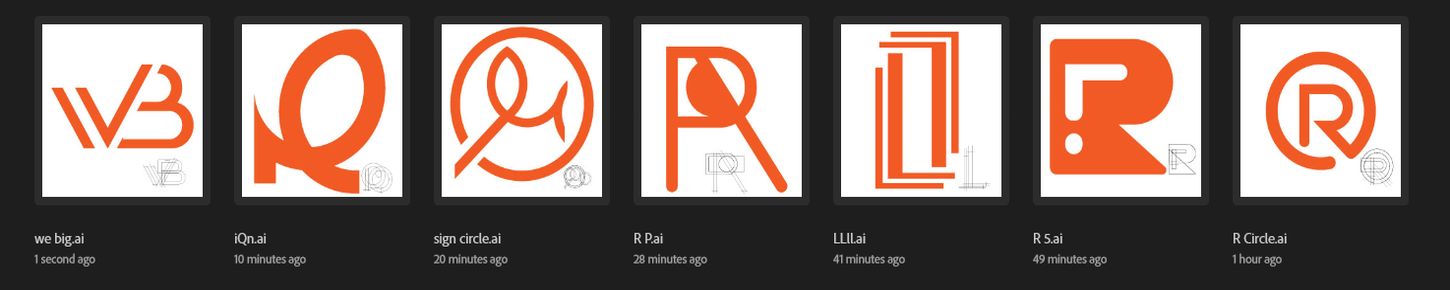 we big.ai
1 second ago
iQn.ai
10 minutes ago
sign circle.ai
20 minutes ago
R P.ai
28 minutes ago
LLll.ai
41 minutes ago
R 5.ai
49 minutes ago
R Circle.ai
1 hour ago